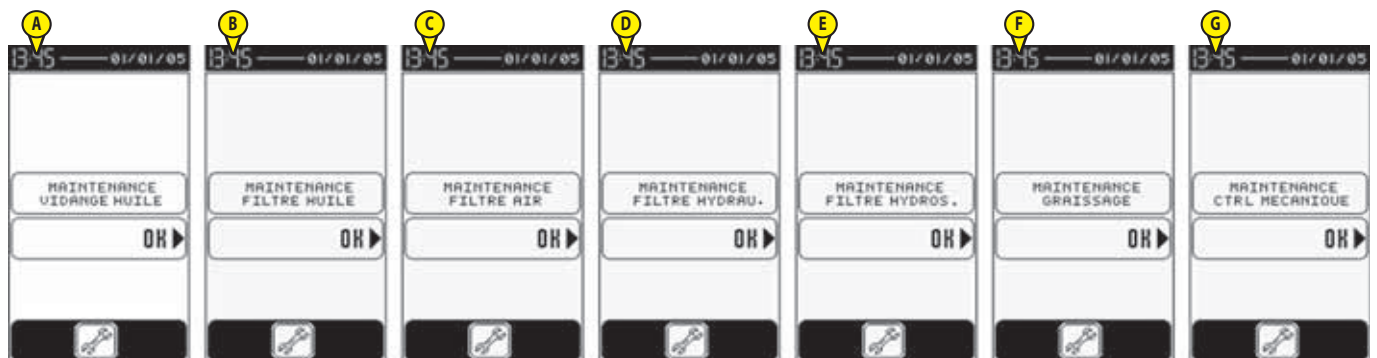 A
13:45 01/01/05
MAINTENANCE
VIDANGE HUILE
OK
B
13:45 01/01/05
MAINTENANCE
FILTRE HUILE
OK
C
13:45 01/01/05
MAINTENANCE
FILTRE AIR
OK
D
13:45 01/01/05
MAINTENANCE
FILTRE HYDRAU.
OK
E
13:45 01/01/05
MAINTENANCE
FILTRE HYDROS.
OK
F
13:45 01/01/05
MAINTENANCE
GRAISSAGE
OK
G
13:45 01/01/05
MAINTENANCE
CTRL MECANIQUE
OK